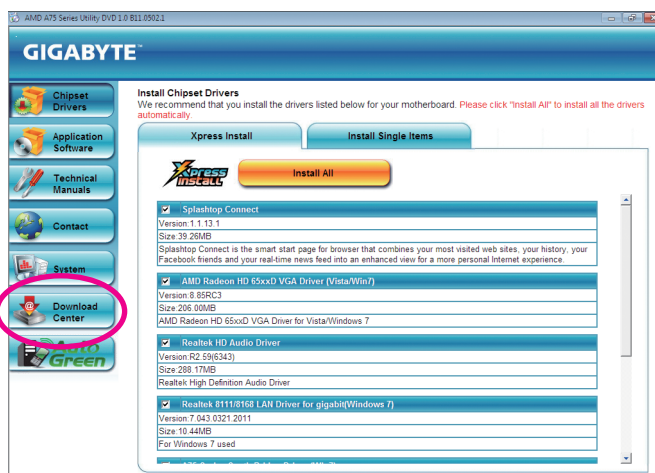 AMD A75 Series Utility DVD 1.0 B11.0502.1
GIGABYTE™
Chipset
Drivers
Application
Software
Technical
Manuals
Contact
System
Download
Center
Auto
Green
Install Chipset Drivers
We recommend that you install the drivers listed below for your motherboard. Please click "Install All" to install all the drivers
automatically.
Xpress Install
Install Single Items
Xpress
Install
Install All
Splashtop Connect
Version:1.1.13.1
Size:39.26MB
Splashtop Connect is the smart start page for browser that combines your most visited web sites, your history, your
Facebook friends and your real-time news feed into an enhanced view for a more personal Internet experience.
AMD Radeon HD 65xxD VGA Driver (Vista/Win7)
Version:8.85RC3
Size:206.00MB
AMD Radeon HD 65xxD VGA Driver for Vista/Windows 7
Realtek HD Audio Driver
Version:R2.59(6343)
Size:288.17MB
Realtek High Definition Audio Driver
Realtek 8111/8168 LAN Driver for gigabit(Windows 7)
Version:7.043.0321.2011
Size:10.44MB
For Windows 7 used